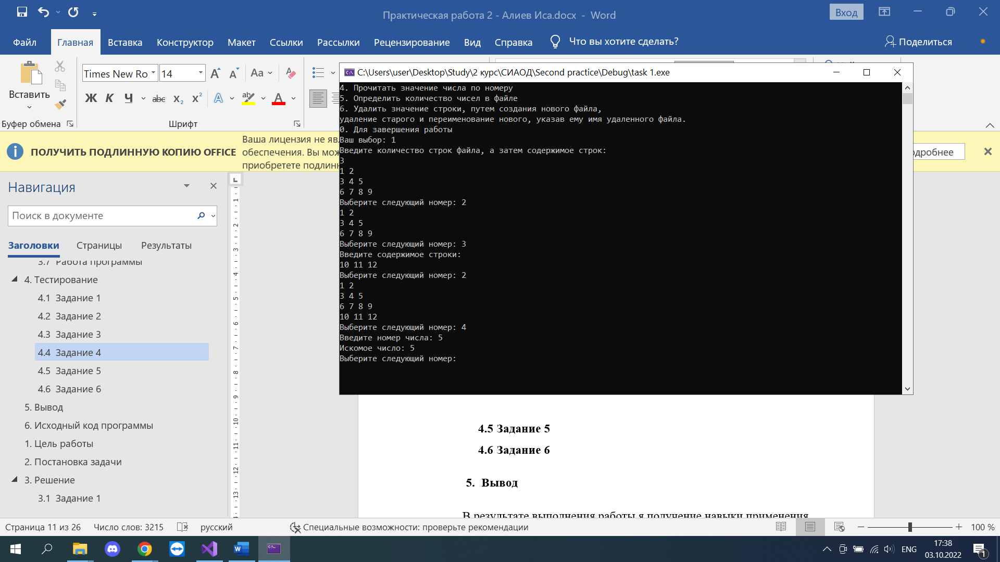 Практическая работа 2 - Алиев Иса.docx - Word
Вход
Файл Главная Вставка Конструктор Макет Ссылки Рассылки Рецензирование Вид Справка Что вы хотите сделать? Поделиться
Вставить
Буфер обмена
Times New Ro 14
Aa
Ж К Ч abc x₂ x²
Шрифт
ПОЛУЧИТЬ ПОДЛИННУЮ КОПИЮ OFFICE
Ваша лицензия не
обеспечения. Вы
приобретете
Навигация
Поиск в документе
Заголовки Страницы Результаты
3.7 Работа программы
4. Тестирование
4.1 Задание 1
4.2 Задание 2
4.3 Задание 3
4.4 Задание 4
4.5 Задание 5
4.6 Задание 6
5. Вывод
6. Исходный код программы
1. Цель работы
2. Постановка задачи
3. Решение
3.1 Задание 1
C:\Users\user\Desktop\Study\2 курс\СИАОД\Second practice\Debug\task 1.exe
4. Прочитать значение числа по номеру
5. Определить количество чисел в файле
6. Удалить значение строки, путем создания нового файла,
удаление старого и переименование нового, указав ему имя удаленного файла.
0. Для завершения работы
Ваш выбор: 1
Введите количество строк файла, а затем содержимое строк:
3
1 2
3 4 5
6 7 8 9
Выберите следующий номер: 2
1 2
3 4 5
6 7 8 9
Выберите следующий номер: 3
Введите содержимое строки:
10 11 12
Выберите следующий номер: 2
1 2
3 4 5
6 7 8 9
10 11 12
Выберите следующий номер: 4
Введите номер числа: 5
Искомое число: 5
Выберите следующий номер:
4.5 Задание 5
4.6 Задание 6
5. Вывод
В результате выполнения работы я получение навыки применения
Страница 11 из 26 Число слов: 3215 русский Специальные возможности: проверьте рекомендации 100 %
ENG
17:38
03.10.2022
1